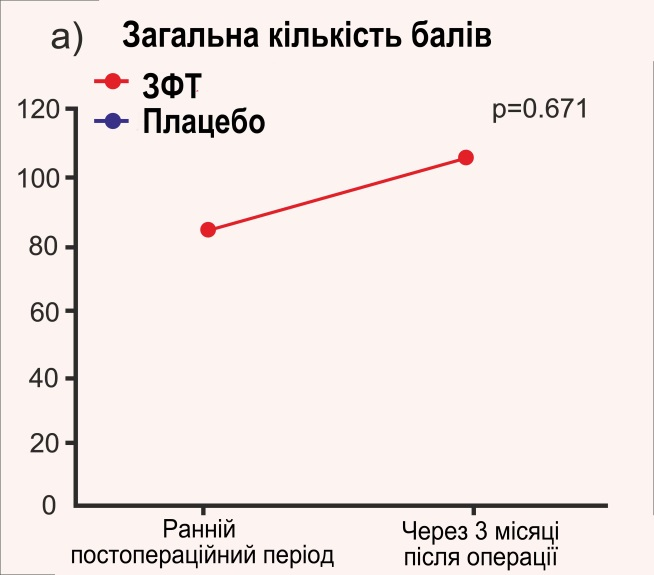 а) Загальна кількість балів
ЗФТ
Плацебо
p=0.671
120
100
80
60
40
20
0
Ранній
постопераційний період
Через 3 місяці
після операції